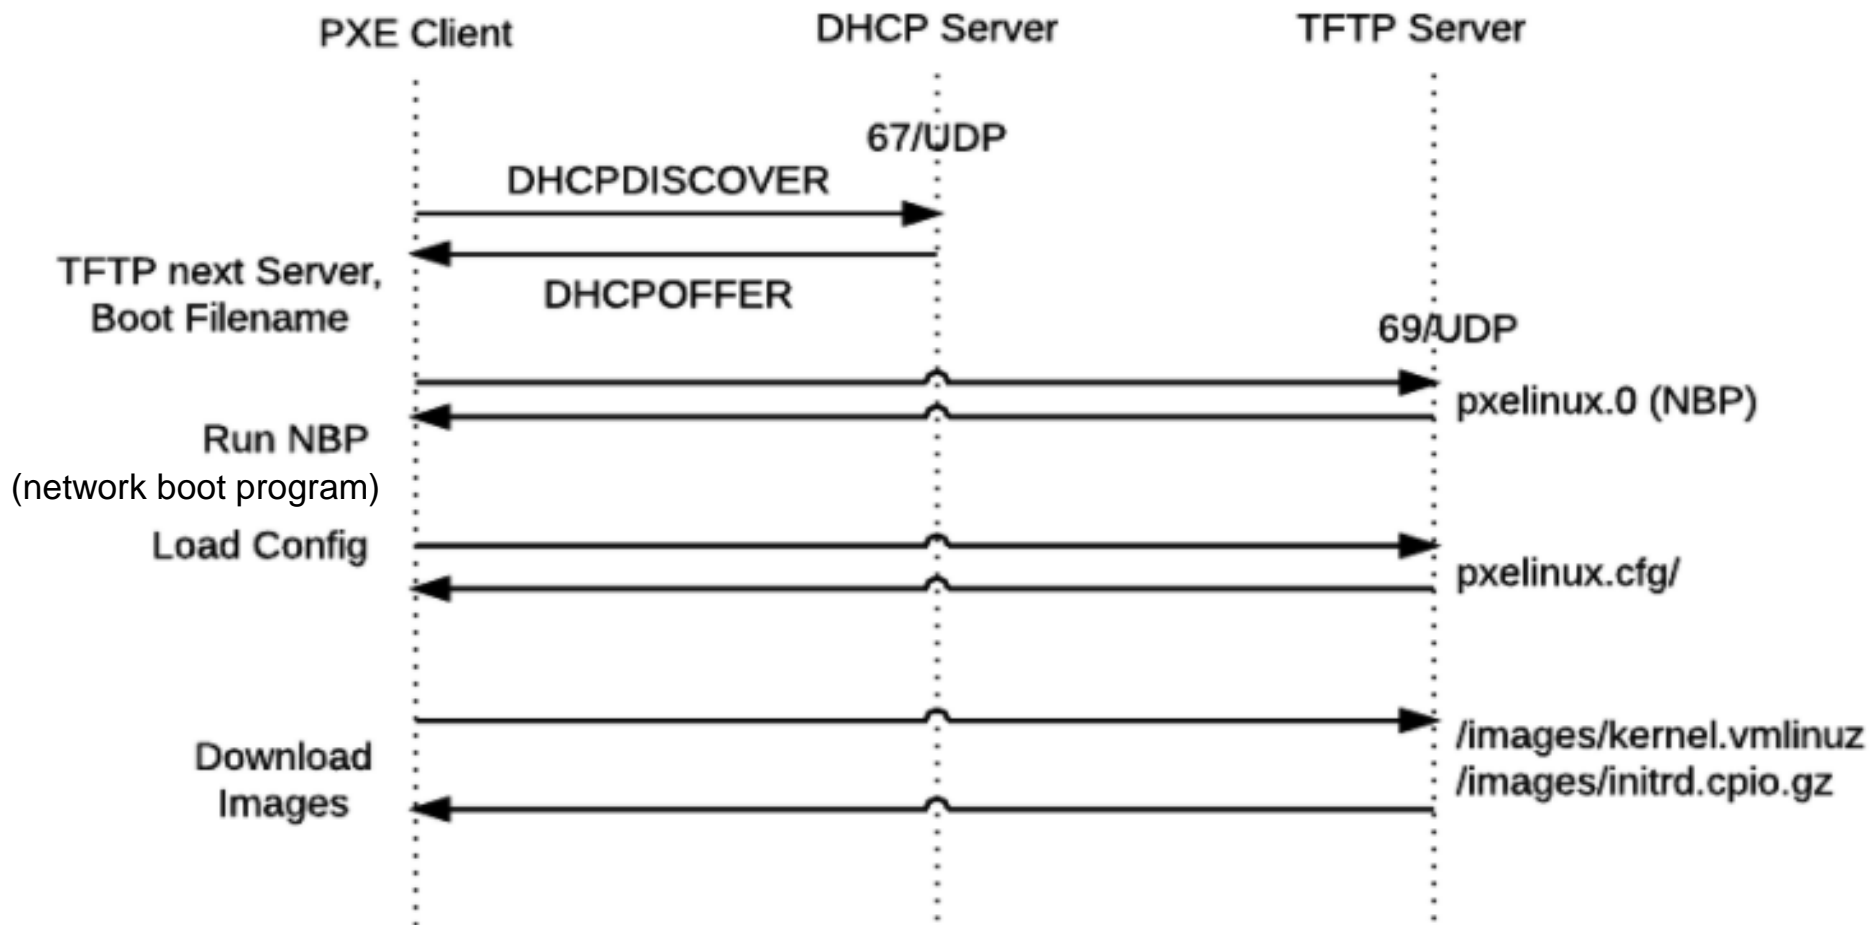 PXE Client
DHCP Server
TFTP Server
67/UDP
DHCPDISCOVER
TFTP next Server,
Boot Filename
DHCPOFFER
69/UDP
pxelinux.0 (NBP)
Run NBP
(network boot program)
Load Config
pxelinux.cfg/
Download
Images
/images/kernel.vmlinuz
/images/initrd.cpio.gz